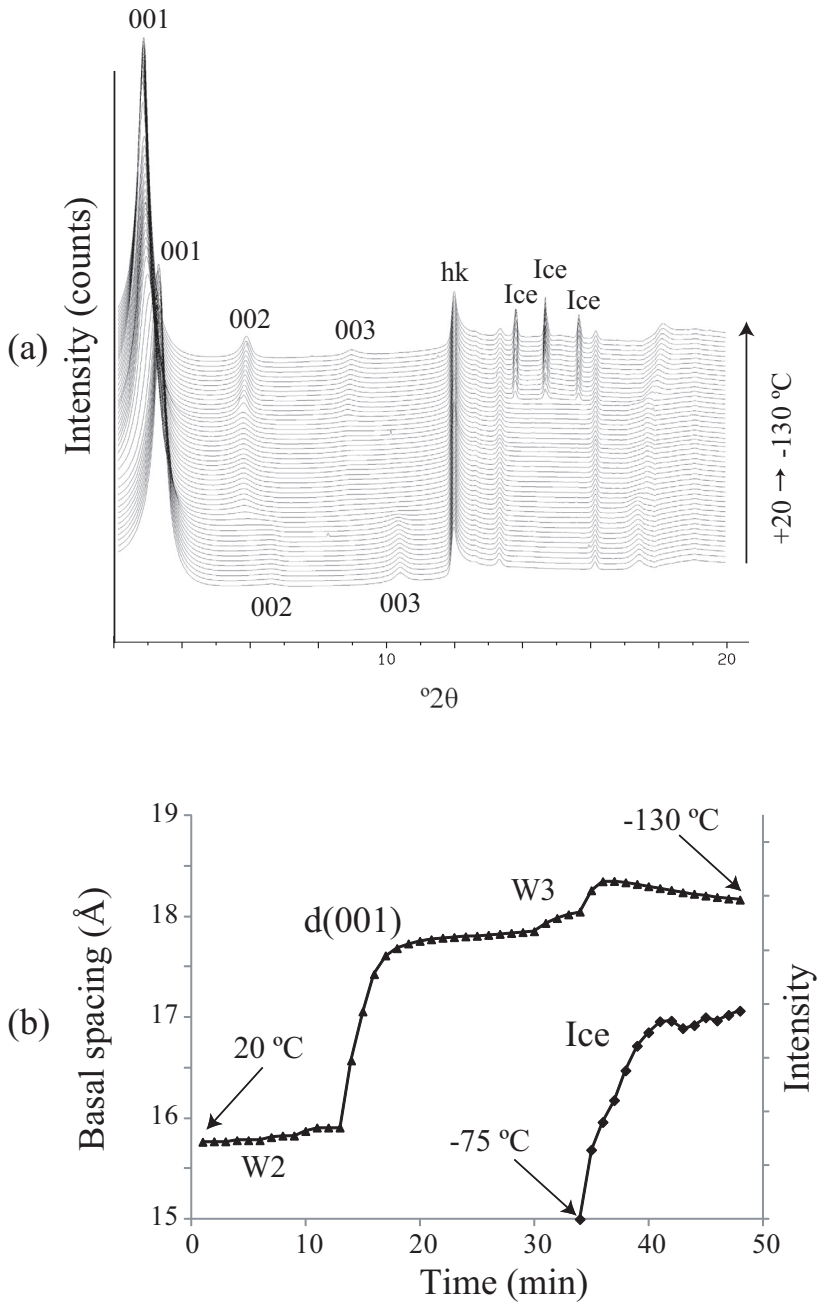 001
001
002
003
hk
Ice
Ice
Ice
(a)
Intensity (counts)
+20 → -130 ºC
002
003
10
20
º2θ
19
-130 ºC
W3
18
d(001)
17
Ice
(b)
Basal spacing (Å)
Intensity
20 ºC
16
W2
-75 ºC
15
0
10
20
30
40
50
Time (min)